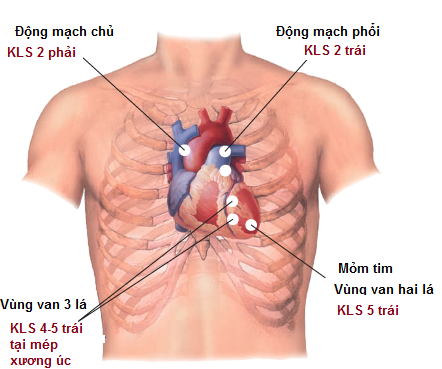 Động mạch chủ
KLS 2 phải
Động mạch phổi
KLS 2 trái
Mỏm tim
Vùng van hai lá
KLS 5 trái
Vùng van 3 lá
KLS 4-5 trái
tại mép
xương úc